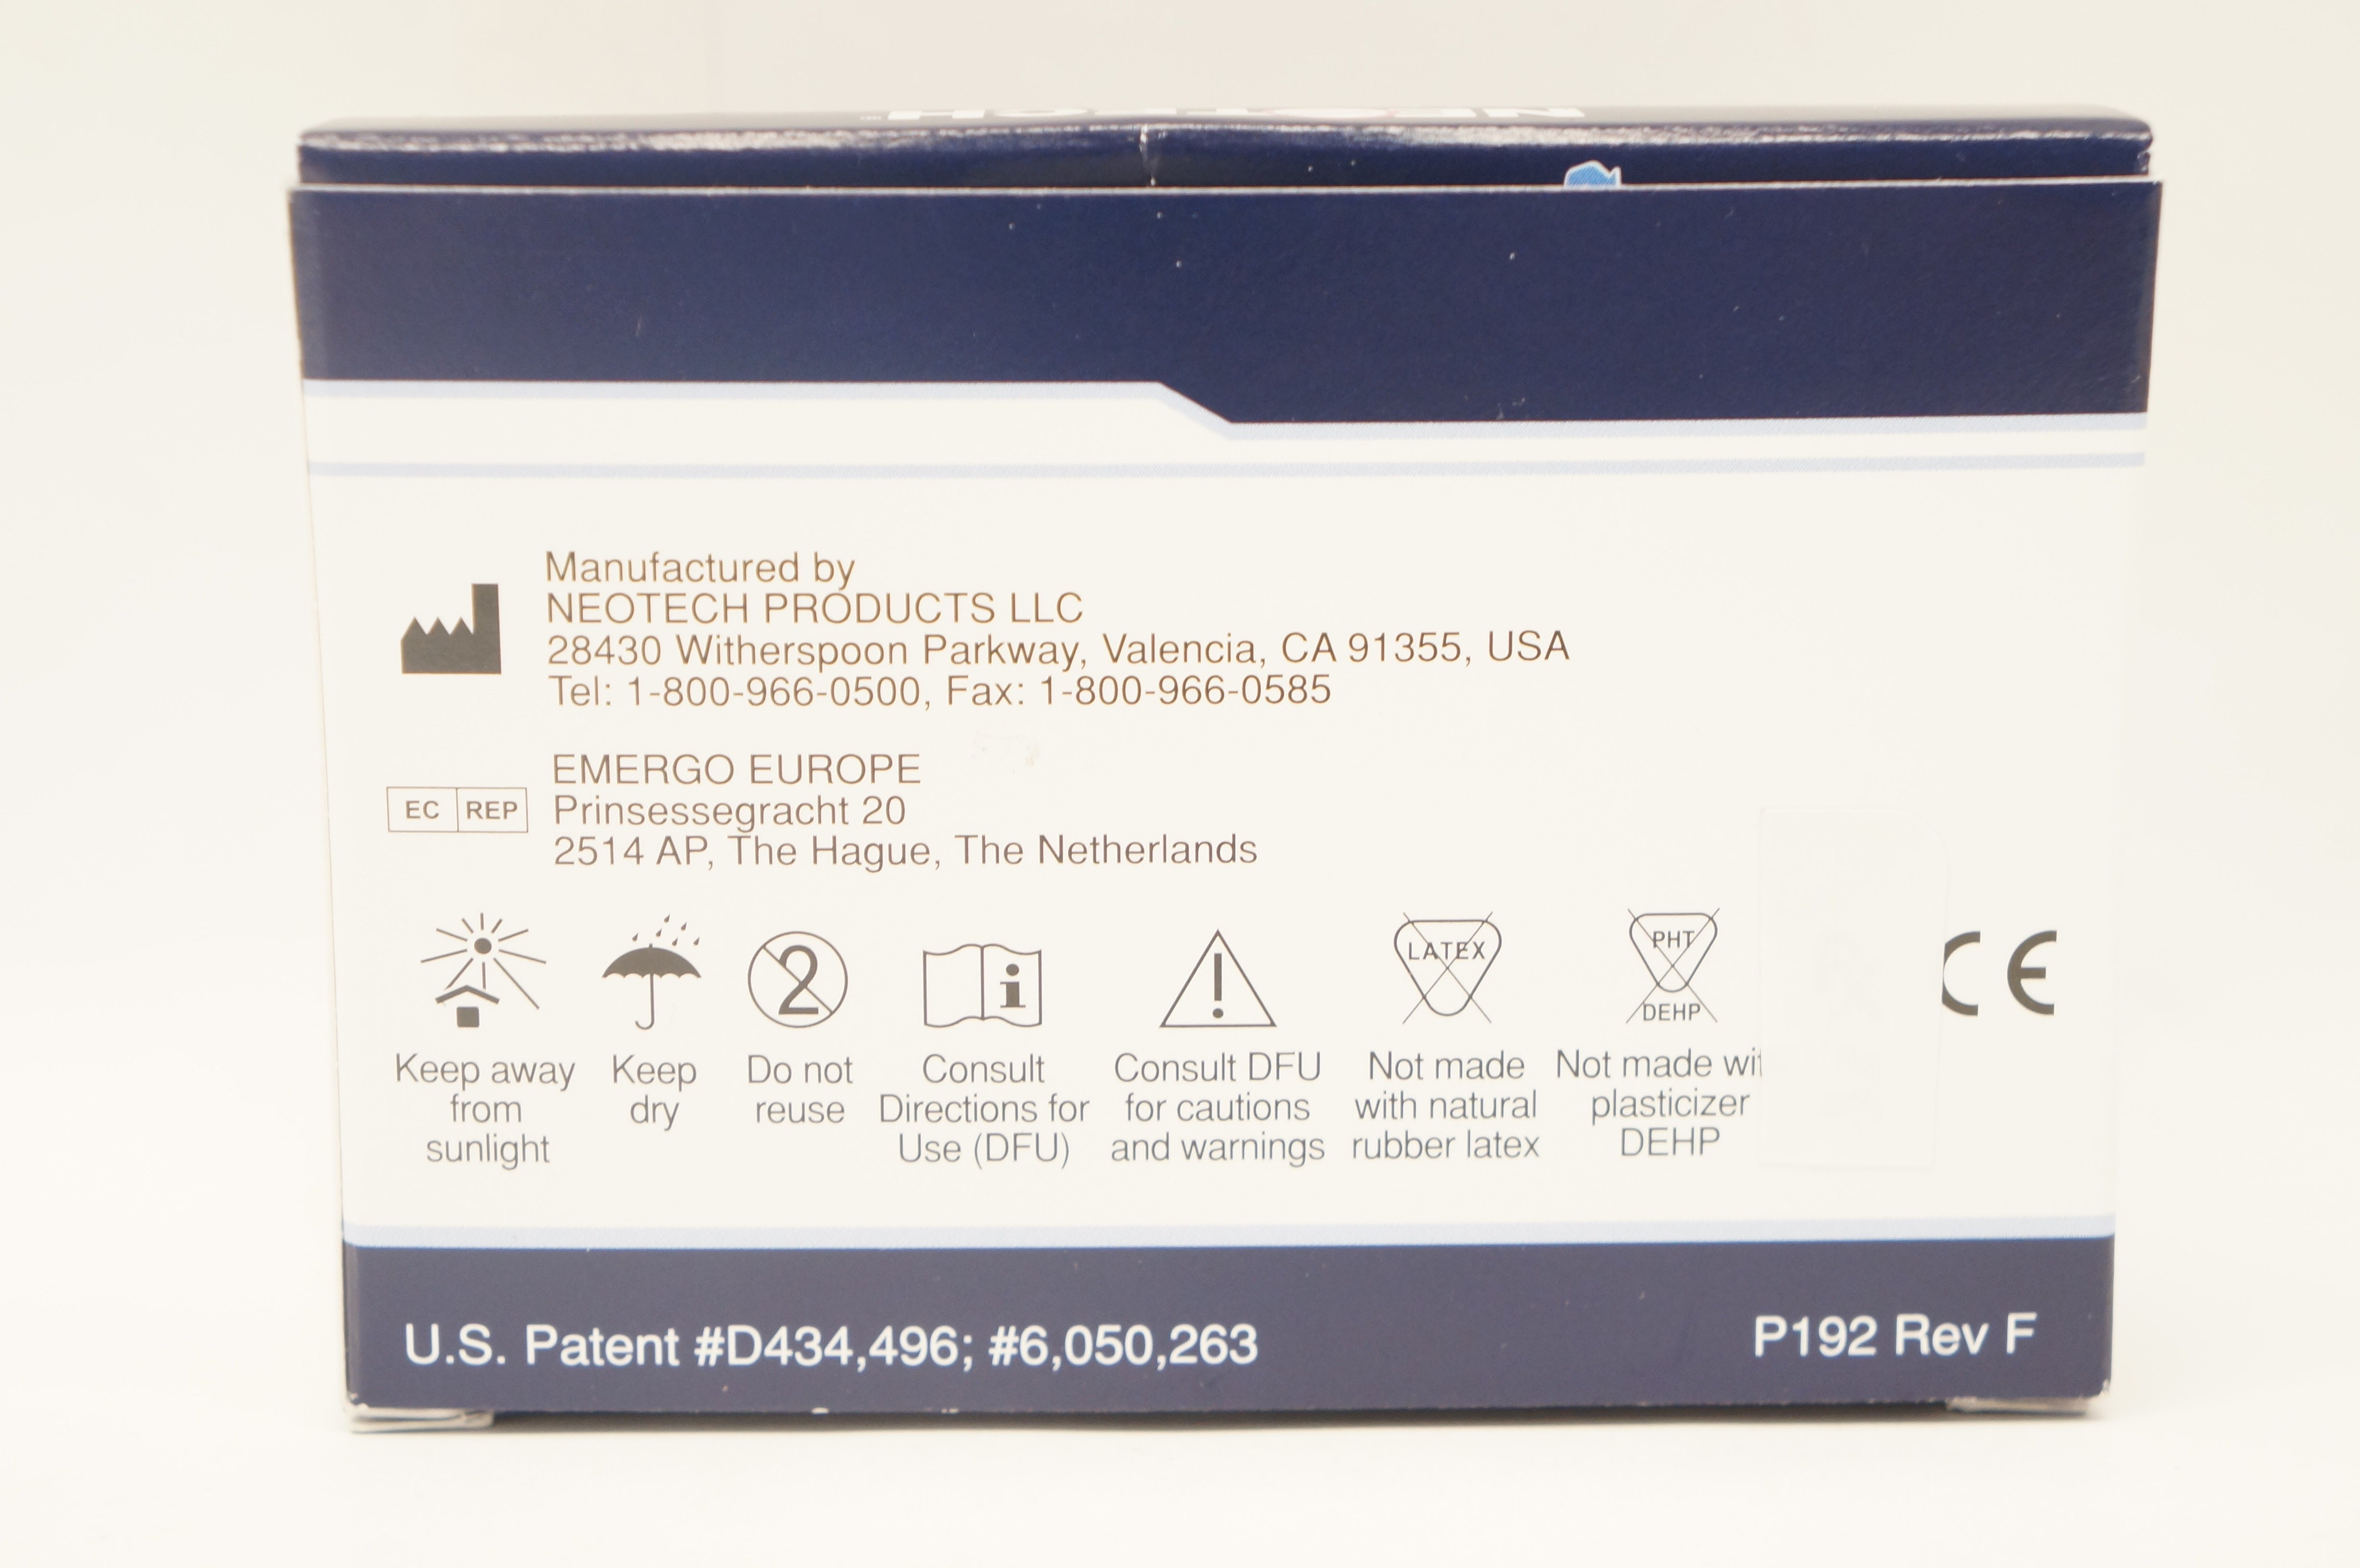 Manufactured by
NEOTECH PRODUCTS LLC
28430 Witherspoon Parkway, Valencia, CA 91355, USA
Tel: 1-800-966-0500, Fax: 1-800-966-0585
EC REP
EMERGO EUROPE
Prinsessegracht 20
2514 AP, The Hague, The Netherlands
2
i
!
LATEX
PHT
DEHP
CE
Keep away
from
sunlight
Keep
dry
Do not
reuse
Consult
Directions for
Use (DFU)
Consult DFU
for cautions
and warnings
Not made
with natural
rubber latex
Not made
plasticizer
DEHP
U.S. Patent #D434,496; #6,050,263
P192 Rev F